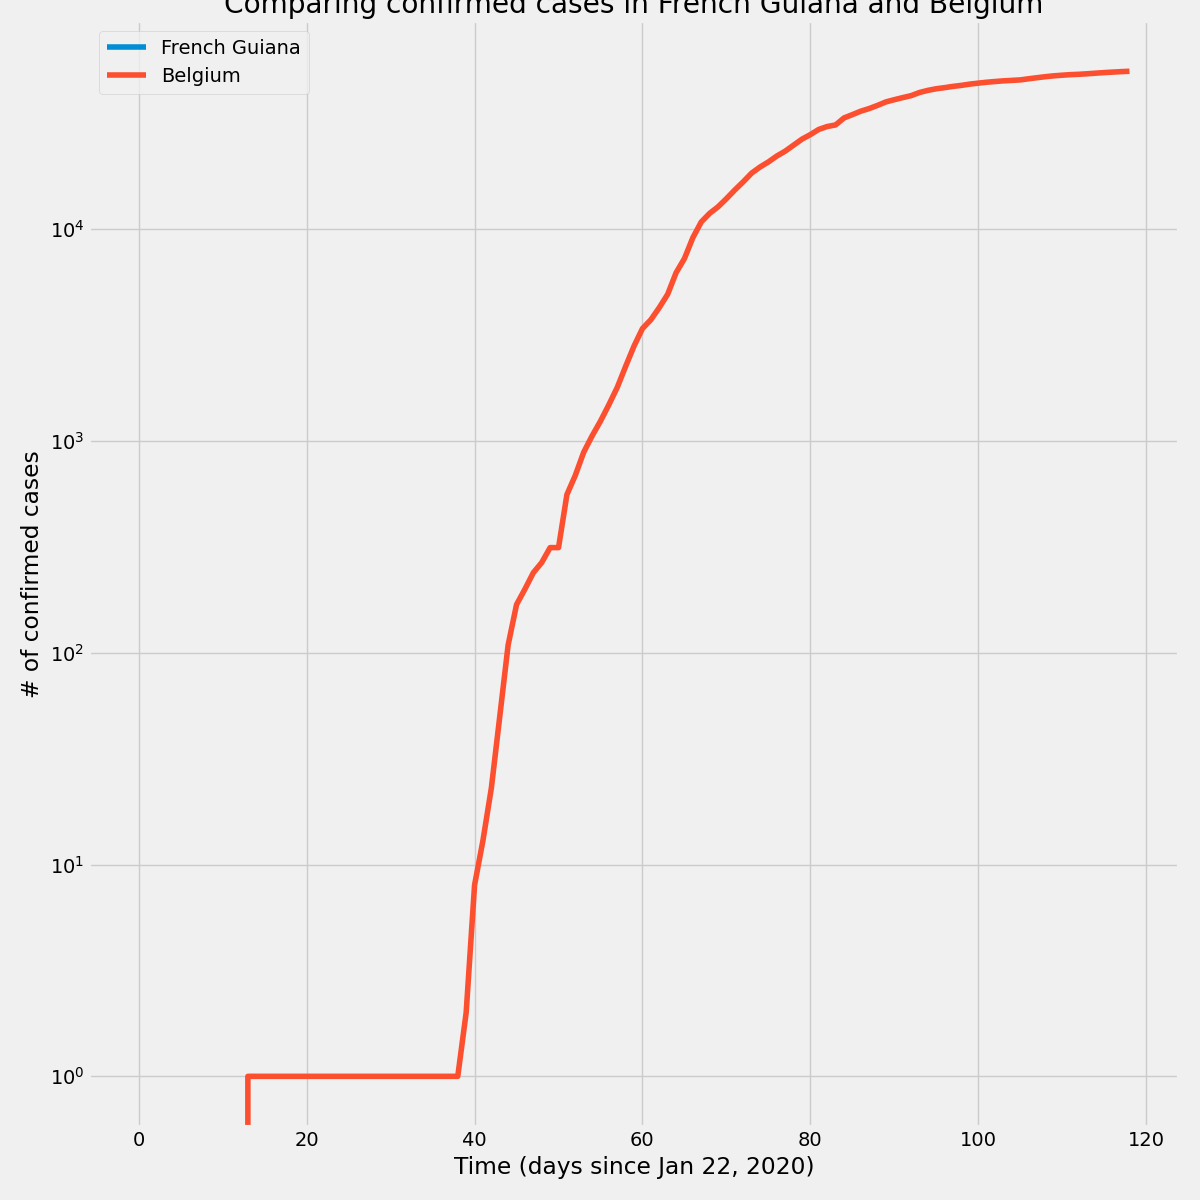 Comparing confirmed cases in French Guiana and Belgium
French Guiana
Belgium
# of confirmed cases
10⁴
10³
10²
10¹
10⁰
0 20 40 60 80 100 120
Time (days since Jan 22, 2020)